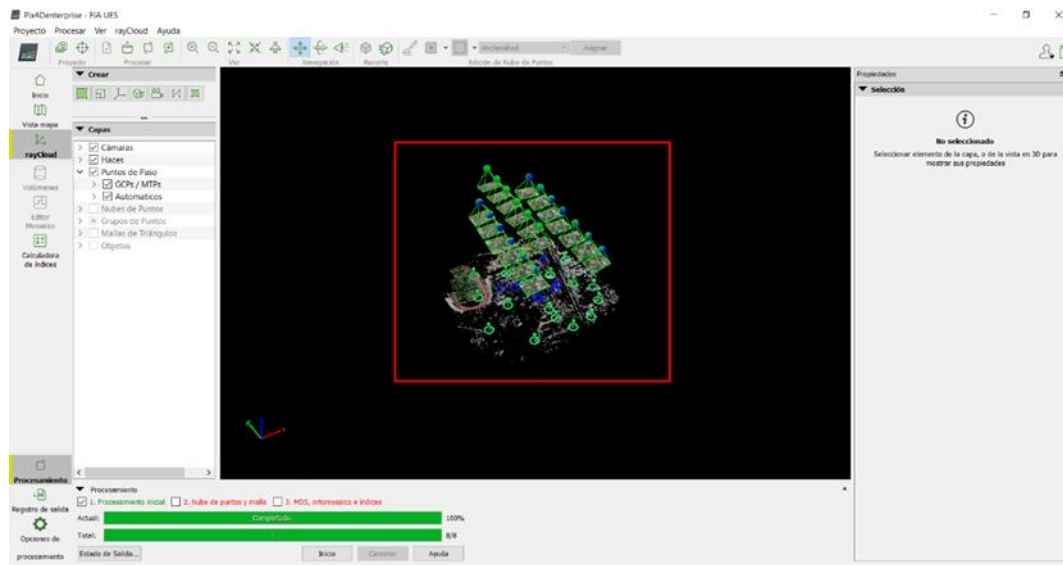 Pix4Denterprise - FIA UES
Proyecto Procesar Ver rayCloud Ayuda
Unclassified Asignar
Proyecto Procesar Ver Navegación Recorte Edición de Nube de Puntos
Inicio
Vista mapa
rayCloud
Volúmenes
Editor
Mosaicos
Calculadora
de índices
Crear
Capas
Cámaras
Haces
Puntos de Paso
GCPs / MTPs
Automaticos
Nubes de Puntos
Grupos de Puntos
Mallas de Triángulos
Objetos
Propiedades
Selección
No seleccionado
Seleccionar elemento de la capa, o de la vista en 3D para
mostrar sus propiedades
Procesamiento
Registro de salida
Opciones de
procesamiento
Procesamiento
1. Procesamiento inicial 2. Nube de puntos y malla 3. MDS, ortomosaico e índices
Actual: Completado 100%
Total: 8/8
Estado de Salida... Inicio Cancelar Ayuda